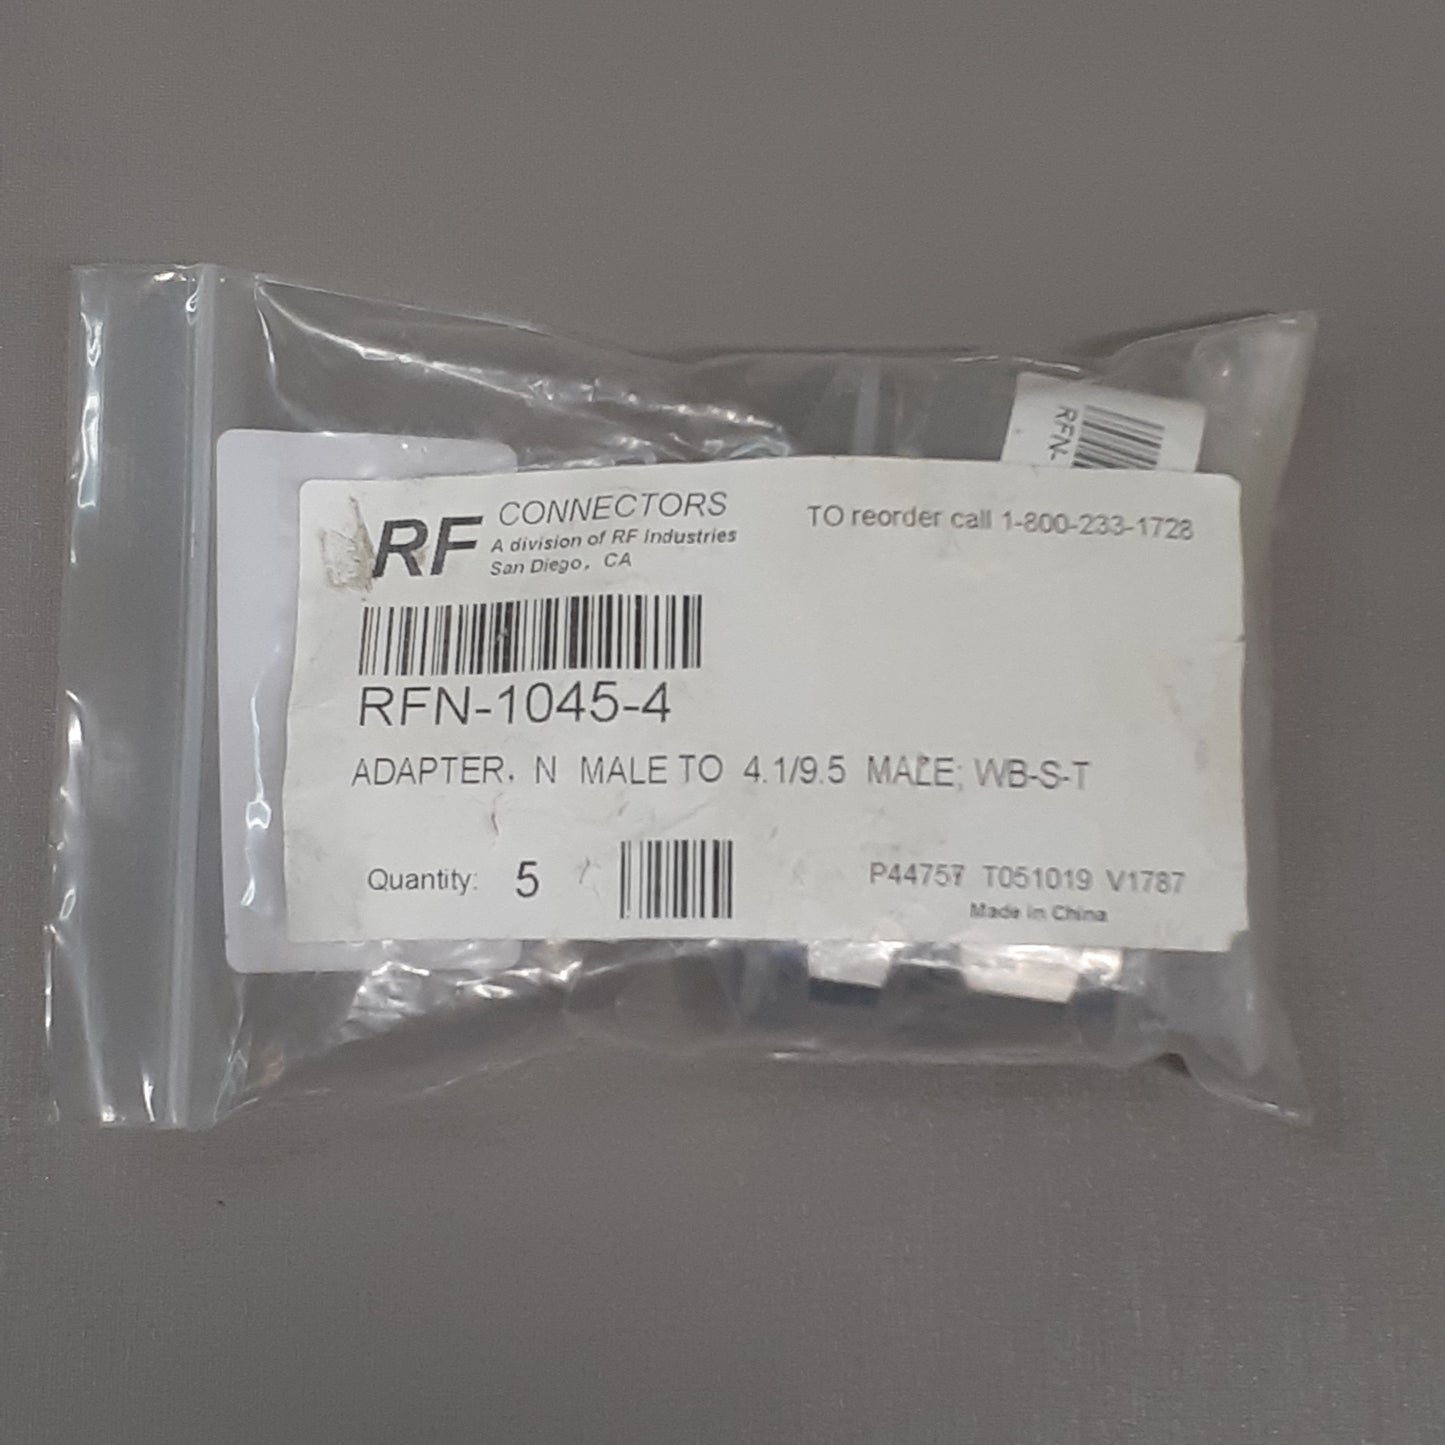 RFN-
RF CONNECTORS
A division of RF Industries
San Diego, CA
TO reorder call 1-800-233-1728
RFN-1045-4
ADAPTER, N MALE TO 4.1/9.5 MALE; WB-S-T
Quantity: 5
P44757 T051019 V1787
Made in China